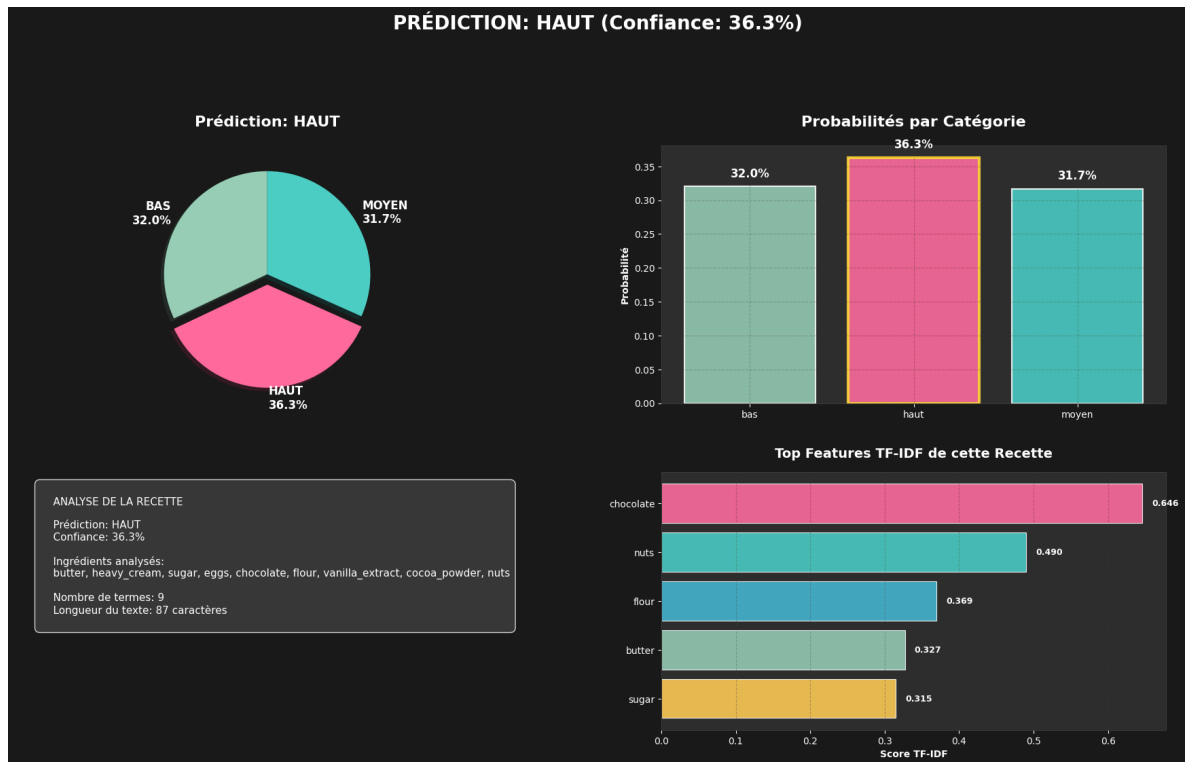 PRÉDICTION: HAUT (Confiance: 36.3%)
Prédiction: HAUT
BAS
32.0%
MOYEN
31.7%
HAUT
36.3%
Probabilités par Catégorie
Probabilité
0.35
0.30
0.25
0.20
0.15
0.10
0.05
0.00
32.0%
36.3%
31.7%
bas
haut
moyen
ANALYSE DE LA RECETTE
Prédiction: HAUT
Confiance: 36.3%
Ingrédients analysés:
butter, heavy_cream, sugar, eggs, chocolate, flour, vanilla_extract, cocoa_powder, nuts
Nombre de termes: 9
Longueur du texte: 87 caractères
Top Features TF-IDF de cette Recette
chocolate 0.646
nuts 0.490
flour 0.369
butter 0.327
sugar 0.315
0.0 0.1 0.2 0.3 0.4 0.5 0.6
Score TF-IDF